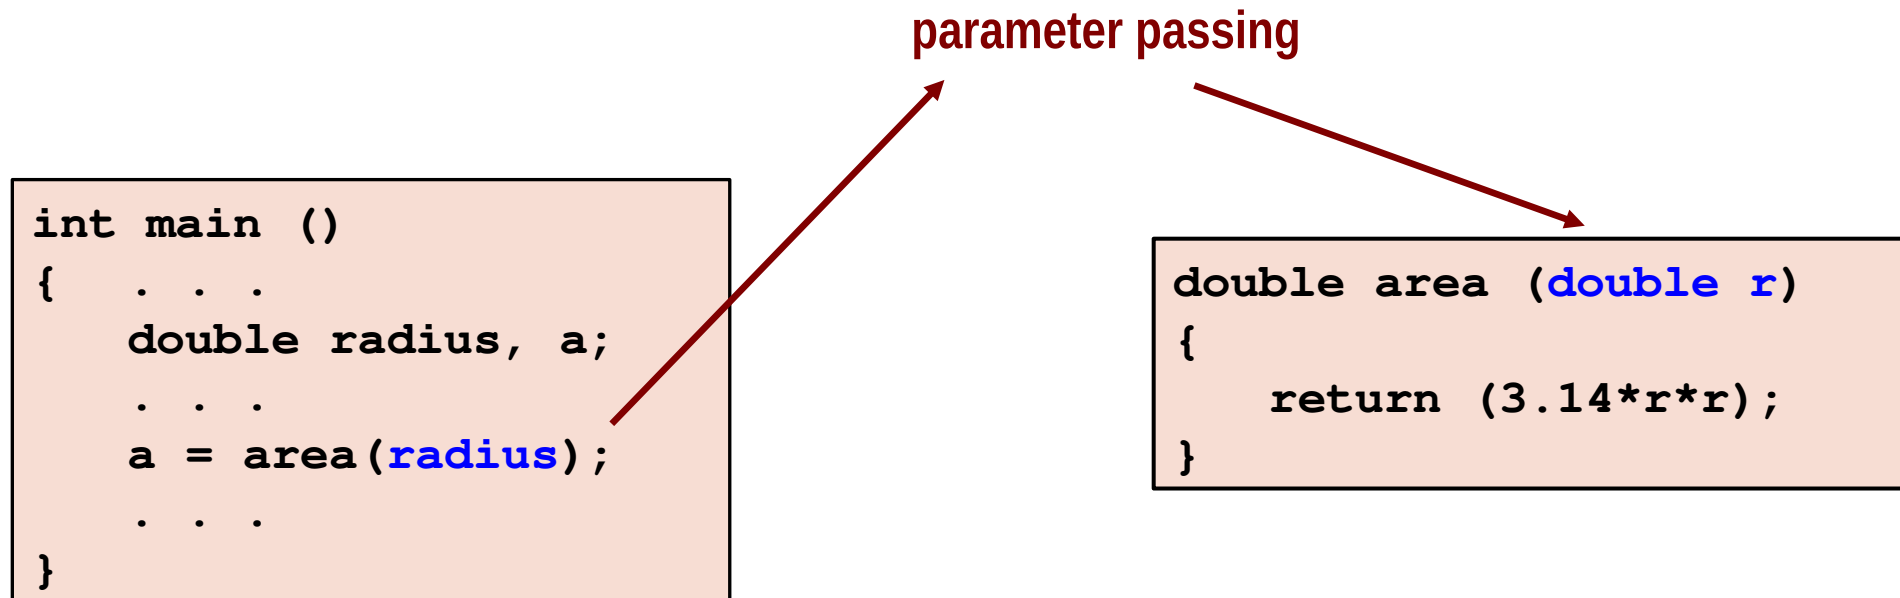 parameter passing
int main ()
{   . . .
    double radius, a;
    . . .
    a = area(radius);
    . . .
}
double area (double r)
{
   return (3.14*r*r);
}